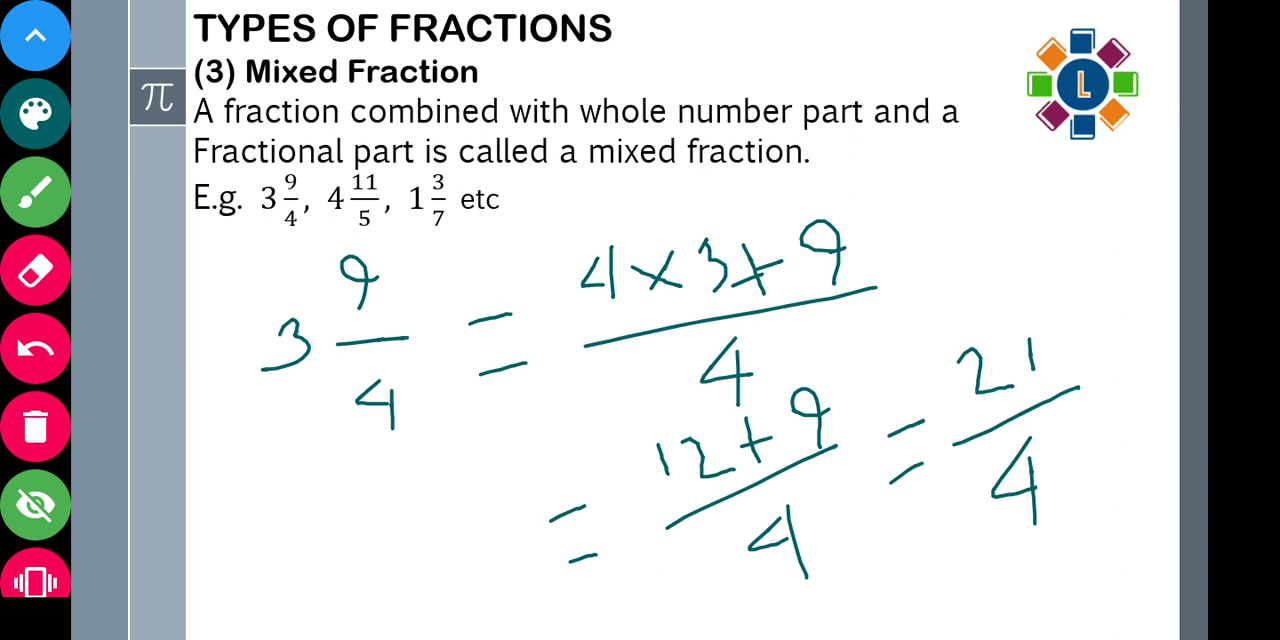 TYPES OF FRACTIONS
(3) Mixed Fraction
π
A fraction combined with whole number part and a
Fractional part is called a mixed fraction.
E.g. 3 9/4, 4 11/5, 1 3/7 etc
L
3 9/4 = 4 × 3 + 9 / 4
= 12 + 9 / 4 = 21/4